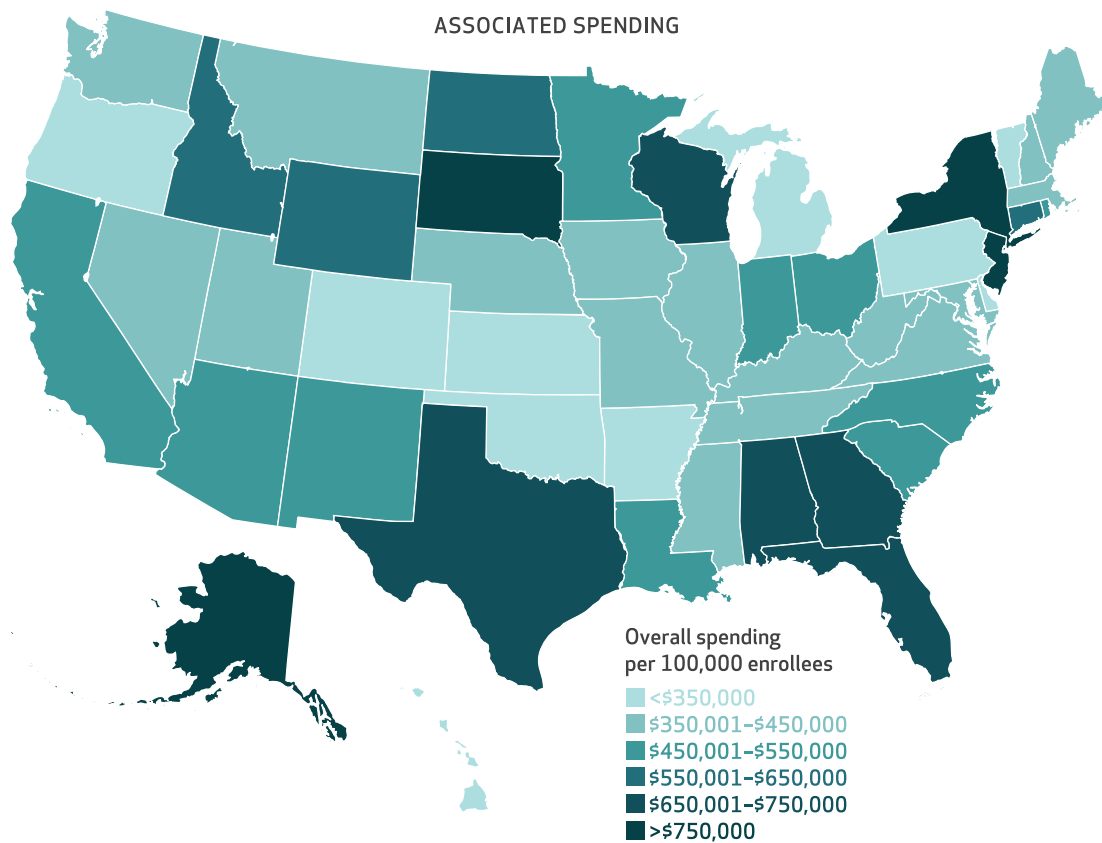 ASSOCIATED SPENDING
Overall spending
per 100,000 enrollees
<$350,000
$350,001–$450,000
$450,001–$550,000
$550,001–$650,000
$650,001–$750,000
>$750,000